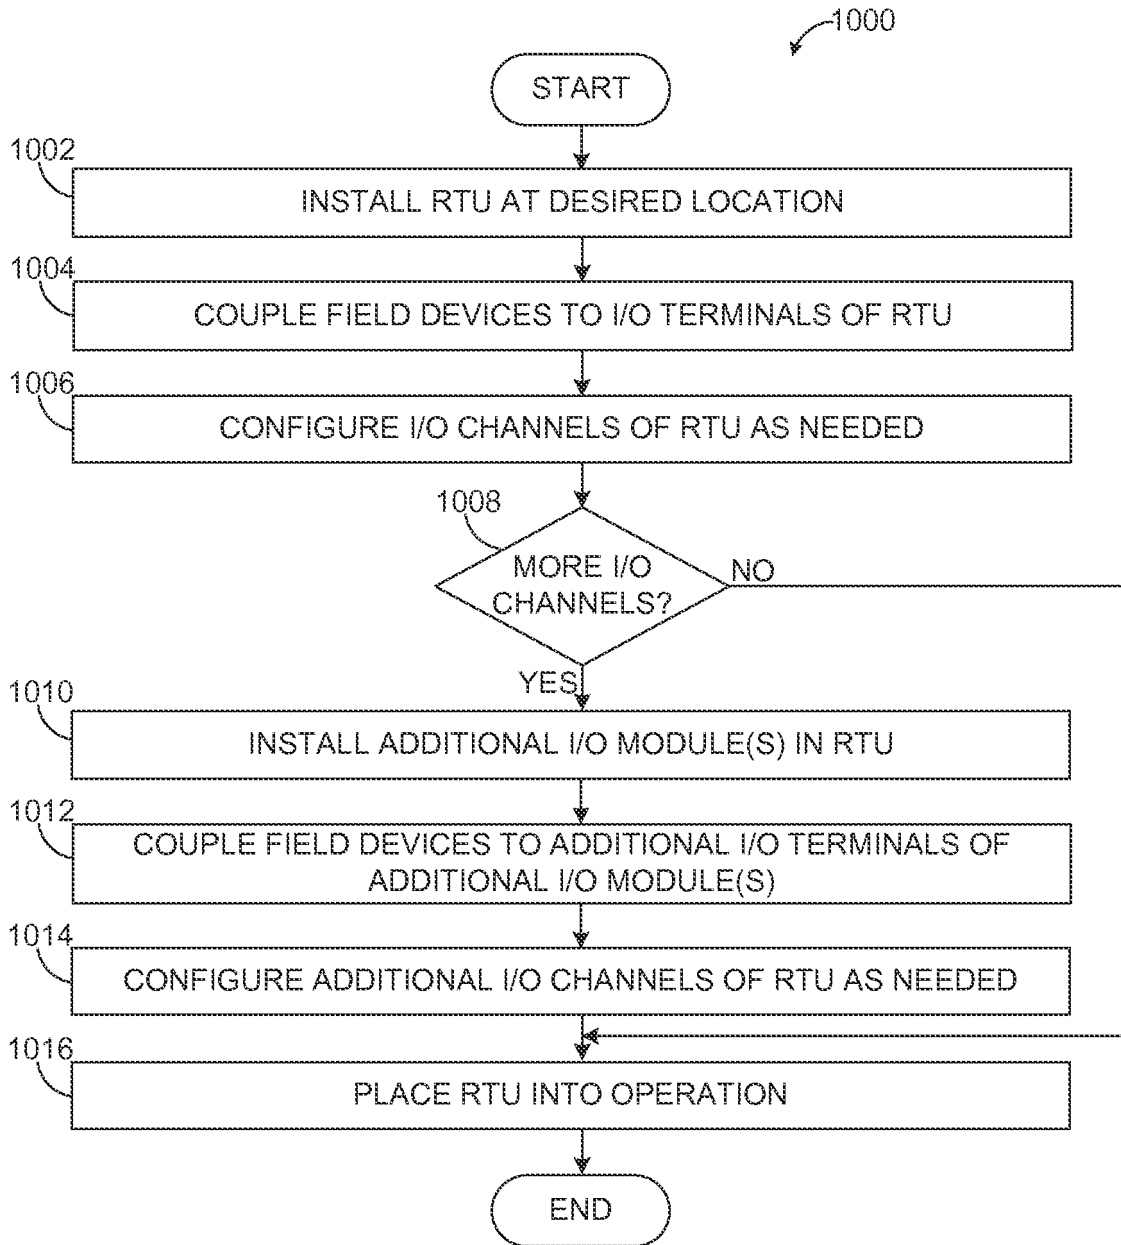 1000
START
1002
INSTALL RTU AT DESIRED LOCATION
1004
COUPLE FIELD DEVICES TO I/O TERMINALS OF RTU
1006
CONFIGURE I/O CHANNELS OF RTU AS NEEDED
1008
MORE I/O
CHANNELS?
NO
YES
1010
INSTALL ADDITIONAL I/O MODULE(S) IN RTU
1012
COUPLE FIELD DEVICES TO ADDITIONAL I/O TERMINALS OF
ADDITIONAL I/O MODULE(S)
1014
CONFIGURE ADDITIONAL I/O CHANNELS OF RTU AS NEEDED
1016
PLACE RTU INTO OPERATION
END